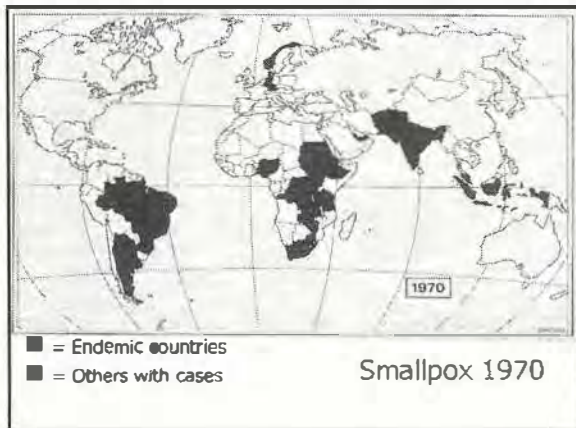 1970
= Endemic countries
= Others with cases
Smallpox 1970